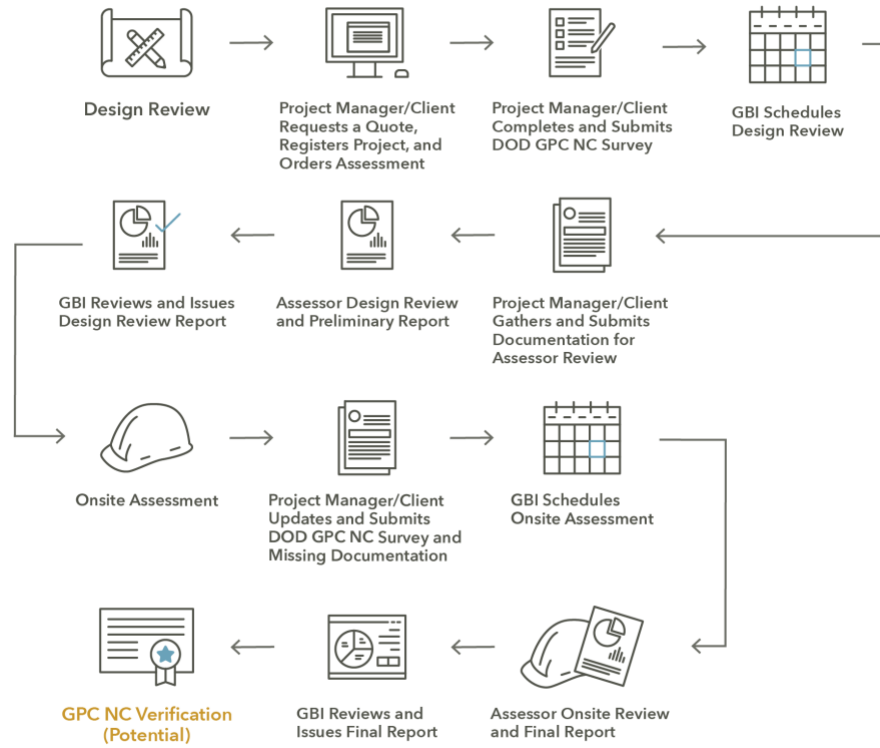 Design Review
Project Manager/Client
Requests a Quote,
Registers Project, and
Orders Assessment
Project Manager/Client
Completes and Submits
DOD GPC NC Survey
GBI Schedules
Design Review
Project Manager/Client
Gathers and Submits
Documentation for
Assessor Review
Assessor Design Review
and Preliminary Report
GBI Reviews and Issues
Design Review Report
Onsite Assessment
Project Manager/Client
Updates and Submits
DOD GPC NC Survey and
Missing Documentation
GBI Schedules
Onsite Assessment
Assessor Onsite Review
and Final Report
GBI Reviews and
Issues Final Report
GPC NC Verification
(Potential)